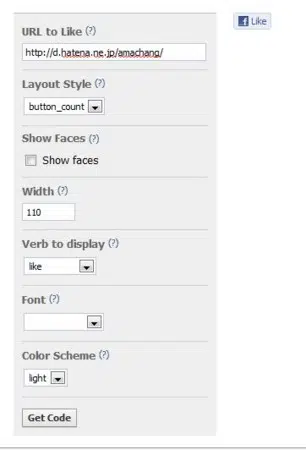 URL to Like (?)
http://d.hatena.ne.jp/amachang/
Like
Layout Style (?)
button_count
Show Faces (?)
Show faces
Width (?)
110
Verb to display (?)
like
Font (?)
Color Scheme (?)
light
Get Code